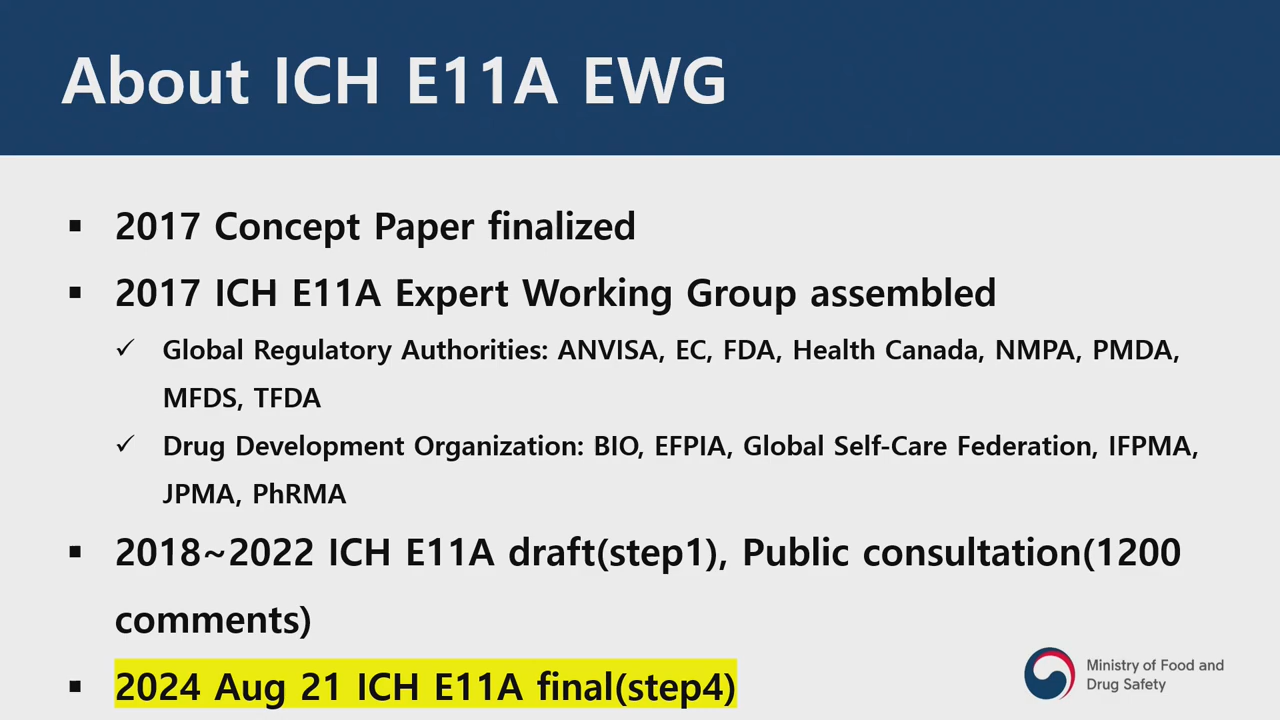 About ICH E11A EWG
▪ 2017 Concept Paper finalized
▪ 2017 ICH E11A Expert Working Group assembled
✓ Global Regulatory Authorities: ANVISA, EC, FDA, Health Canada, NMPA, PMDA,
MFDS, TFDA
✓ Drug Development Organization: BIO, EFPIA, Global Self-Care Federation, IFPMA,
JPMA, PhRMA
▪ 2018~2022 ICH E11A draft(step1), Public consultation(1200
comments)
▪ 2024 Aug 21 ICH E11A final(step4)
Ministry of Food and
Drug Safety